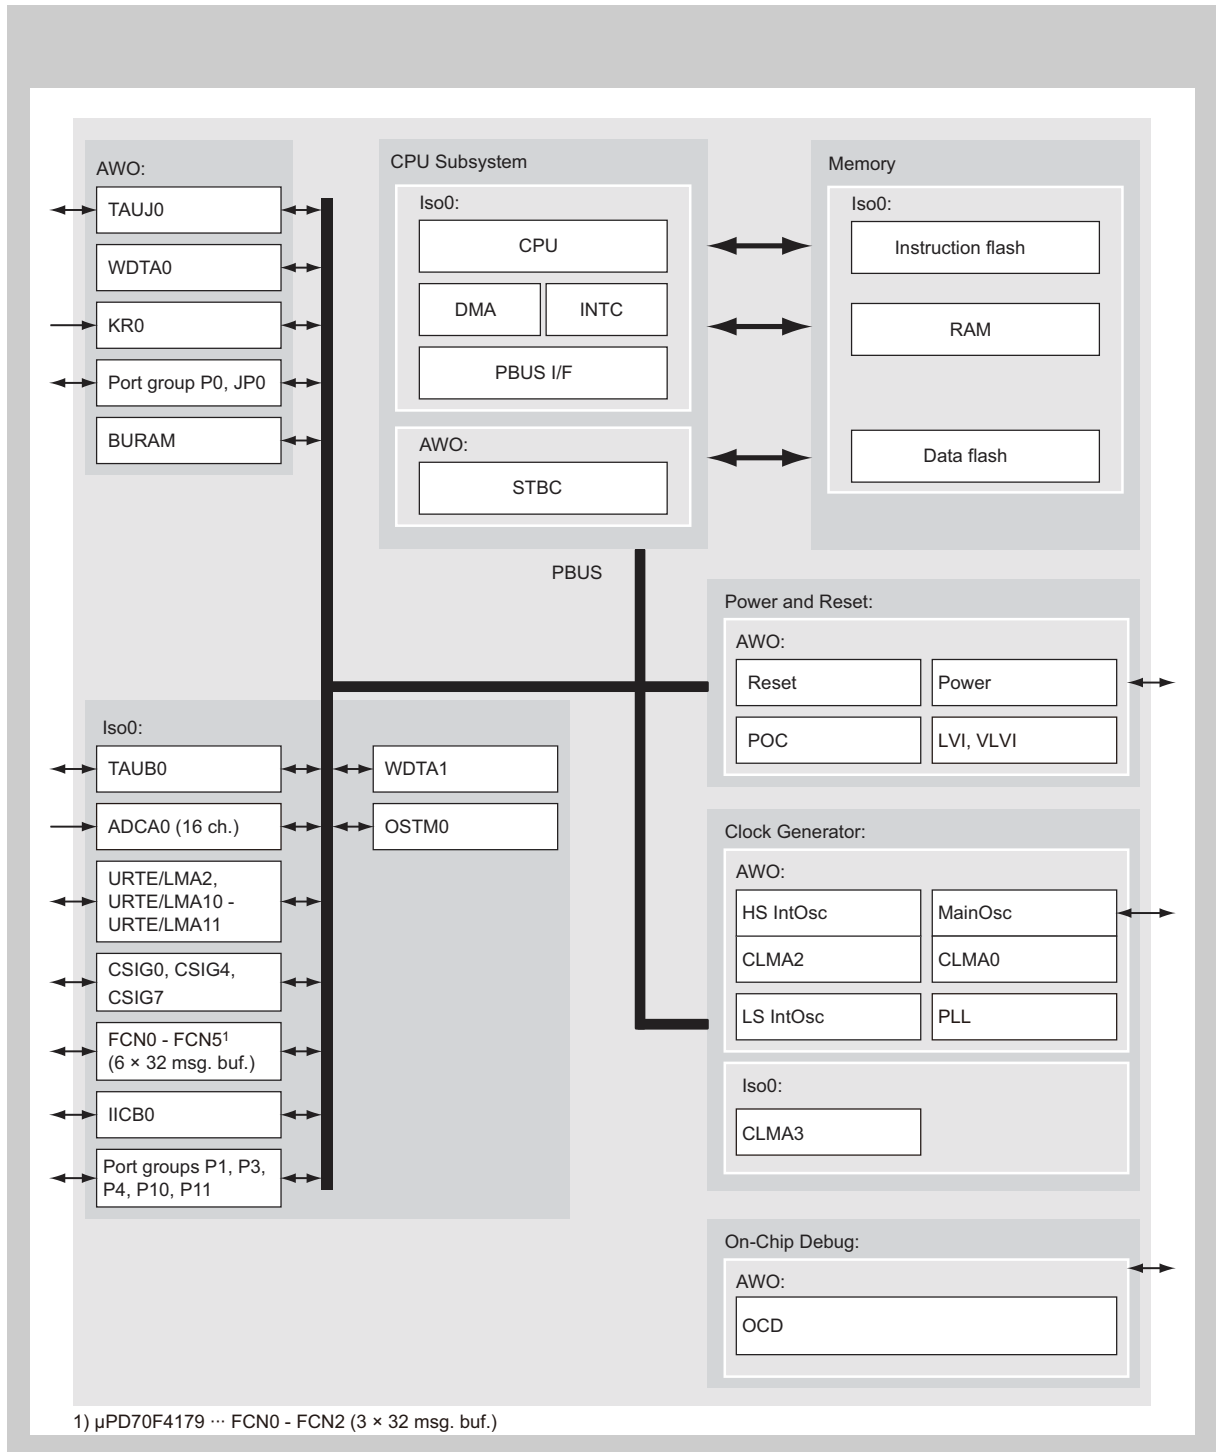 AWO:
TAUJ0
WDTA0
KR0
Port group P0, JP0
BURAM
CPU Subsystem
Iso0:
CPU
DMA
INTC
PBUS I/F
AWO:
STBC
Memory
Iso0:
Instruction flash
RAM
Data flash
PBUS
Iso0:
TAUB0
ADCA0 (16 ch.)
URTE/LMA2,
URTE/LMA10 -
URTE/LMA11
CSIG0, CSIG4,
CSIG7
FCN0 - FCN5¹
(6 × 32 msg. buf.)
IICB0
Port groups P1, P3,
P4, P10, P11
WDTA1
OSTM0
Power and Reset:
AWO:
Reset
Power
POC
LVI, VLVI
Clock Generator:
AWO:
HS IntOsc
MainOsc
CLMA2
CLMA0
LS IntOsc
PLL
Iso0:
CLMA3
On-Chip Debug:
AWO:
OCD
1) µPD70F4179 ··· FCN0 - FCN2 (3 × 32 msg. buf.)